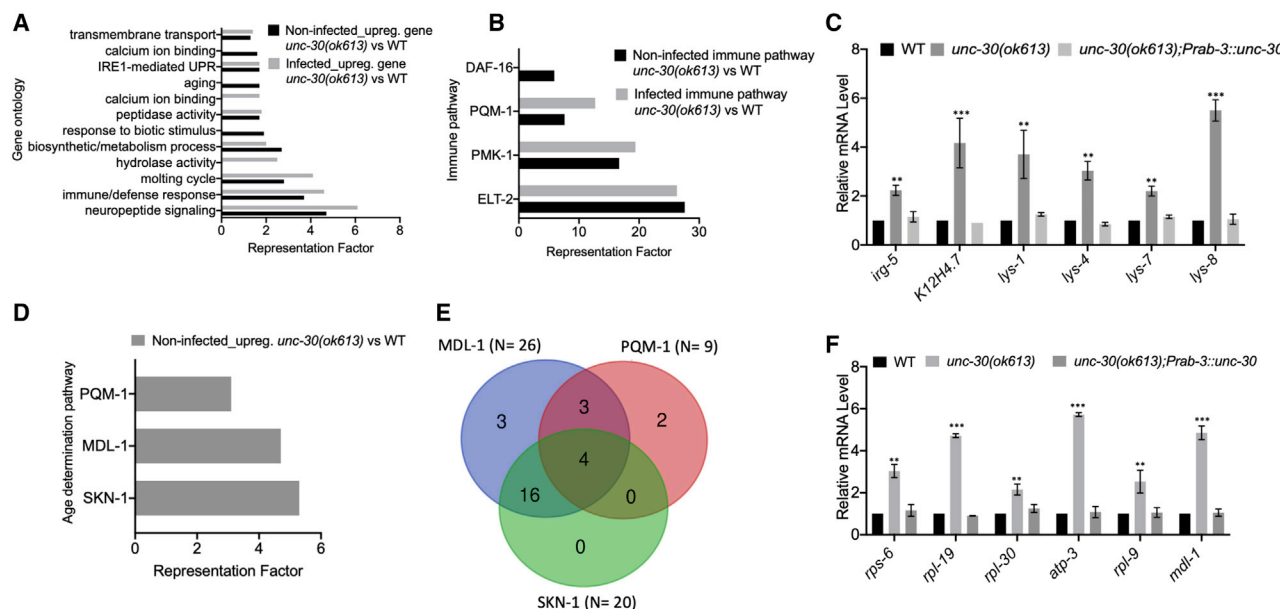 A
Non-infected_upreg. gene
unc-30(ok613) vs WT
Infected_upreg. gene
unc-30(ok613) vs WT
Gene ontology
transmembrane transport
calcium ion binding
IRE1-mediated UPR
aging
calcium ion binding
peptidase activity
response to biotic stimulus
biosynthetic/metabolism process
hydrolase activity
molting cycle
immune/defense response
neuropeptide signaling
0 2 4 6 8
Representation Factor
B
Non-infected immune pathway
unc-30(ok613) vs WT
Infected immune pathway
unc-30(ok613) vs WT
Immune pathway
DAF-16
PQM-1
PMK-1
ELT-2
0 10 20 30
Representation Factor
C
WT unc-30(ok613) unc-30(ok613);Prab-3::unc-30
Relative mRNA Level
8
6
4
2
0
** *** ** ** ** ***
irg-5 K12H4.7 lys-1 lys-4 lys-7 lys-8
D
Non-infected_upreg. unc-30(ok613) vs WT
Age determination pathway
PQM-1
MDL-1
SKN-1
0 2 4 6
Representation Factor
E
MDL-1 (N= 26) PQM-1 (N= 9)
3 3 2
4
16 0
0
SKN-1 (N= 20)
F
WT unc-30(ok613) unc-30(ok613);Prab-3::unc-30
Relative mRNA Level
8
6
4
2
0
** *** ** *** ** ***
rps-6 rpl-19 rpl-30 atp-3 rpl-9 mdl-1